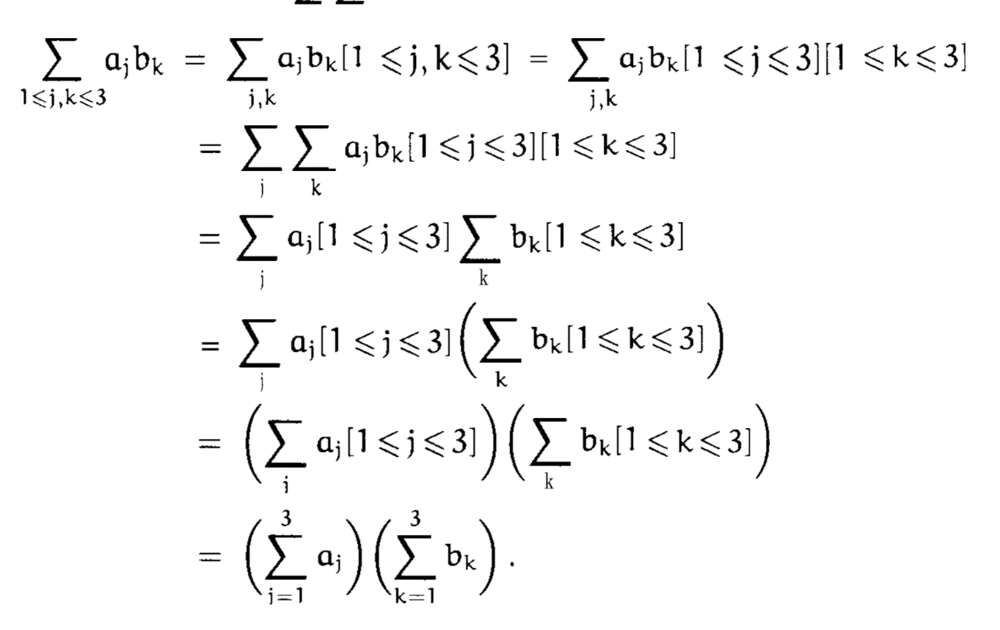 ∑_{1⩽j,k⩽3} a_j b_k = ∑_{j,k} a_j b_k [1 ⩽ j, k ⩽ 3] = ∑_{j,k} a_j b_k [1 ⩽ j ⩽ 3][1 ⩽ k ⩽ 3]
= ∑_j ∑_k a_j b_k [1 ⩽ j ⩽ 3][1 ⩽ k ⩽ 3]
= ∑_j a_j [1 ⩽ j ⩽ 3] ∑_k b_k [1 ⩽ k ⩽ 3]
= ∑_j a_j [1 ⩽ j ⩽ 3] (∑_k b_k [1 ⩽ k ⩽ 3])
= (∑_j a_j [1 ⩽ j ⩽ 3]) (∑_k b_k [1 ⩽ k ⩽ 3])
= (∑_{j=1}^{3} a_j) (∑_{k=1}^{3} b_k) .